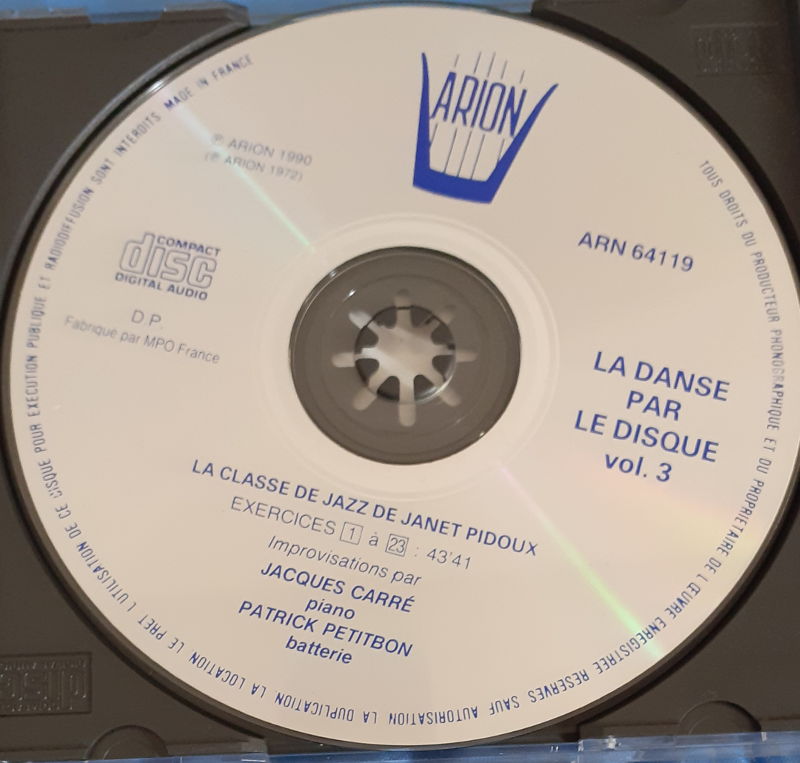 ARION
℗ ARION 1990
(℗ ARION 1972)
ARN 64119
COMPACT
disc
DIGITAL AUDIO
D.P.
Fabriqué par MPO France
LA DANSE
PAR
LE DISQUE
vol. 3
LA CLASSE DE JAZZ DE JANET PIDOUX
EXERCICES 1 à 23 : 43'41
Improvisations par
JACQUES CARRÉ
piano
PATRICK PETITBON
batterie
TOUS DROITS DU PRODUCTEUR PHONOGRAPHIQUE ET DU PROPRIETAIRE DE L'ŒUVRE ENREGISTREE RESERVES SAUF AUTORISATION LA DUPLICATION LA LOCATION LE PRET L'UTILISATION DE CE DISQUE POUR EXECUTION PUBLIQUE ET RADIODIFFUSION SONT INTERDITS MADE IN FRANCE